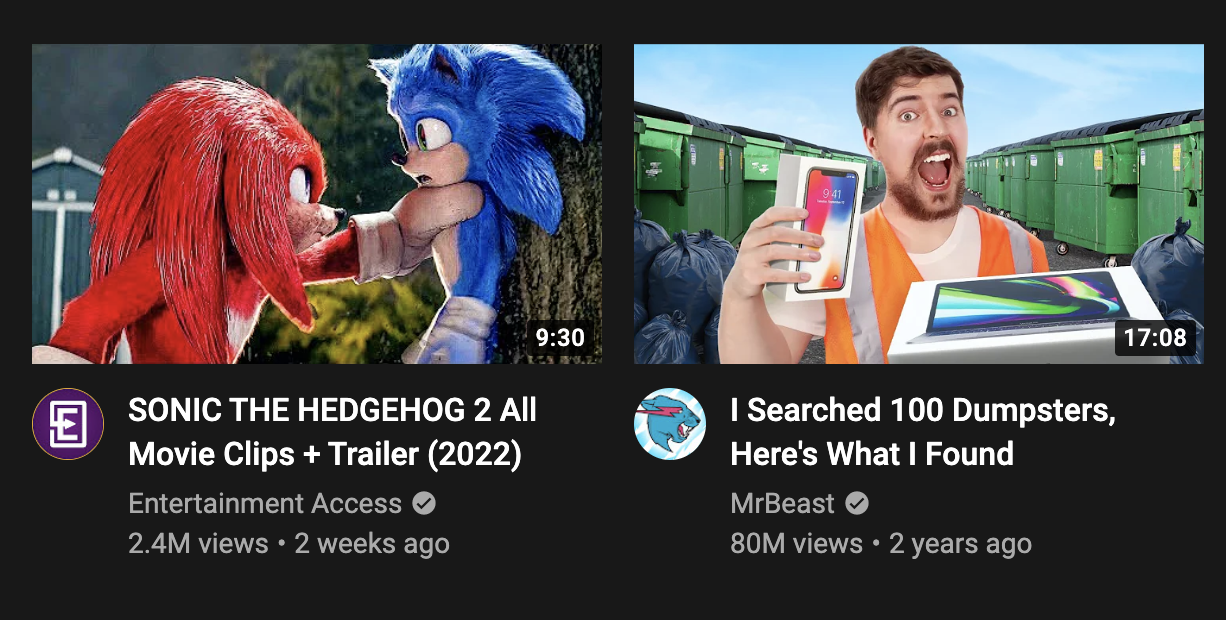 9:30
SONIC THE HEDGEHOG 2 All
Movie Clips + Trailer (2022)
Entertainment Access
2.4M views • 2 weeks ago
9:41
17:08
I Searched 100 Dumpsters,
Here's What I Found
MrBeast
80M views • 2 years ago